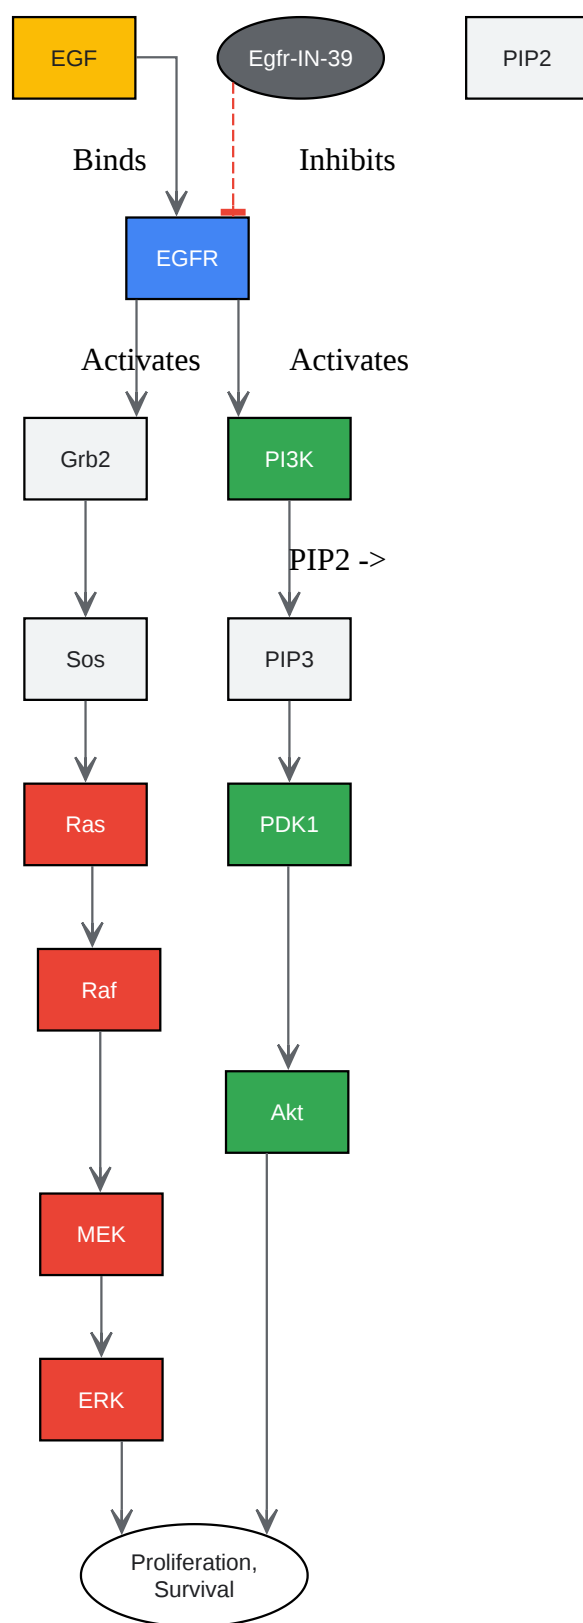 EGF
Egfr-IN-39
PIP2
Binds
Inhibits
EGFR
Activates
Activates
Grb2
PI3K
PIP2 ->
Sos
PIP3
Ras
PDK1
Raf
Akt
MEK
ERK
Proliferation,
Survival